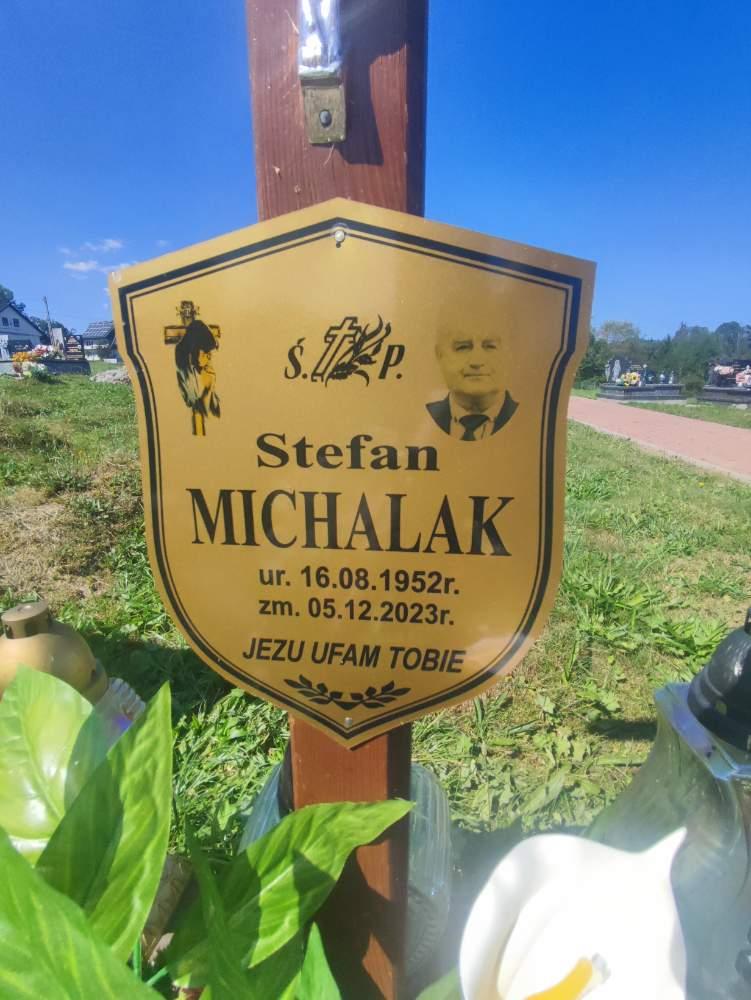 Ś. P.
Stefan
MICHALAK
ur. 16.08.1952r.
zm. 05.12.2023r.
JEZU UFAM TOBIE